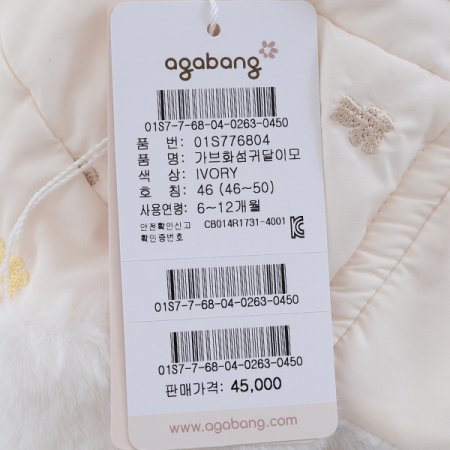 agabang
01S7-7-68-04-0263-0450
품 번: 01S776804
품 명: 가브화섬귀달이모
색 상: IVORY
호 칭: 46 (46~50)
사용연령: 6~12개월
안전확인신고 확인증번호 CB014R1731-4001
01S7-7-68-04-0263-0450
01S7-7-68-04-0263-0450
판매가격: 45,000
www.agabang.com